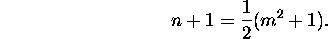 n + 1 = \frac{1}{2}(m^2 + 1).